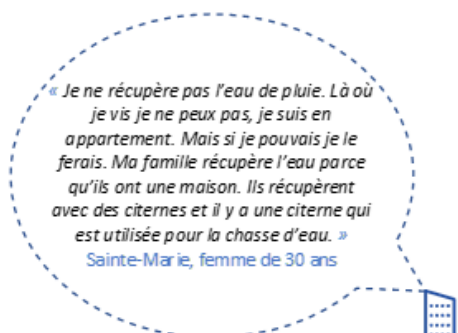 « Je ne récupère pas l'eau de pluie. Là où
je vis je ne peux pas, je suis en
appartement. Mais si je pouvais je le
ferais. Ma famille récupère l'eau parce
qu'ils ont une maison. Ils récupèrent
avec des citernes et il y a une citerne qui
est utilisée pour la chasse d'eau. »
Sainte-Marie, femme de 30 ans